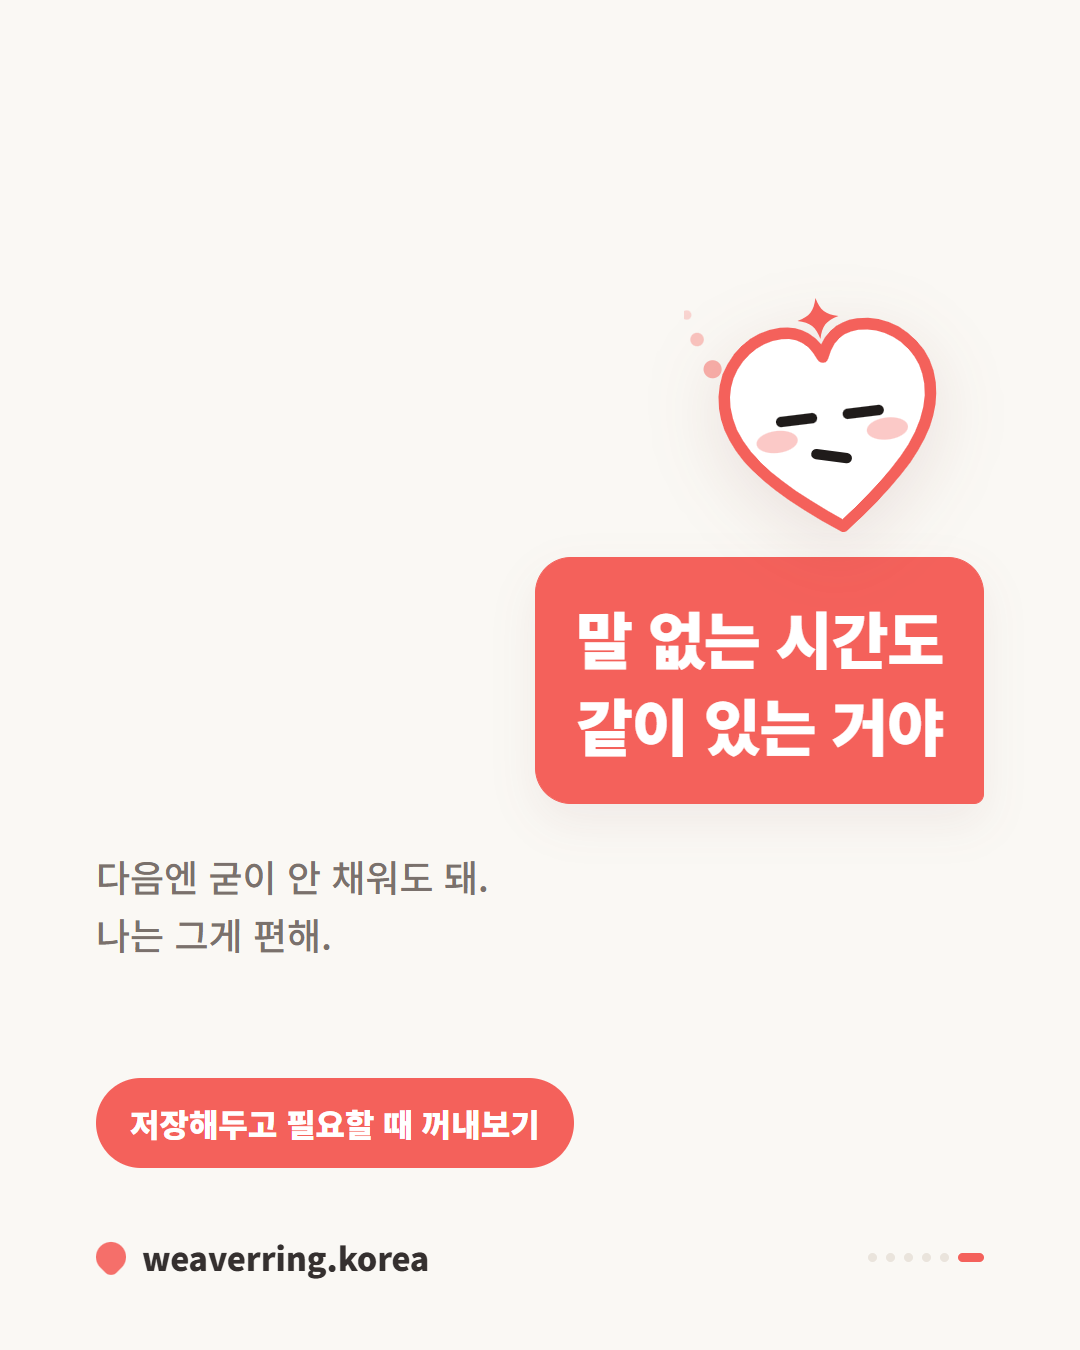 말 없는 시간도
같이 있는 거야
다음엔 굳이 안 채워도 돼.
나는 그게 편해.
저장해두고 필요할 때 꺼내보기
weaverring.korea